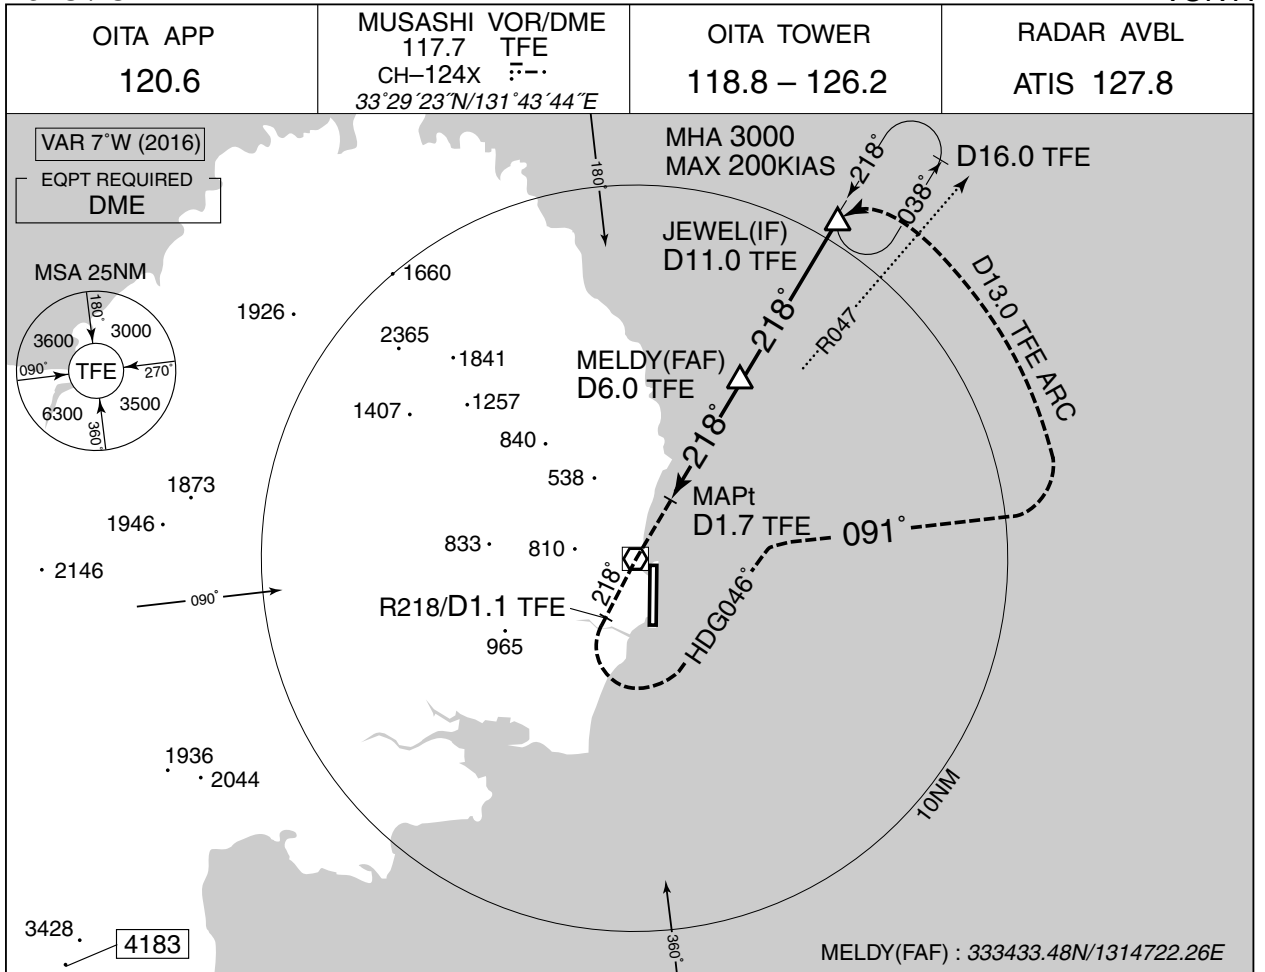 OITA APP
120.6
MUSASHI VOR/DME
117.7 TFE
CH–124X
33°29′23″N/131°43′44″E
OITA TOWER
118.8 – 126.2
RADAR AVBL
ATIS 127.8
VAR 7°W (2016)
EQPT REQUIRED
DME
MSA 25NM
180°
3600
3000
090°
TFE
270°
6300
3500
360°
180°
MHA 3000
MAX 200KIAS
218°
038°
D16.0 TFE
JEWEL(IF)
D11.0 TFE
218°
R047
D13.0 TFE ARC
1660
1926
2365
1841
MELDY(FAF)
D6.0 TFE
1407
1257
218°
840
538
1873
1946
MAPt
D1.7 TFE
091°
833
810
2146
090°
218°
HDG046°
R218/D1.1 TFE
965
1936
2044
10NM
3428
4183
360°
MELDY(FAF) : 333433.48N/1314722.26E